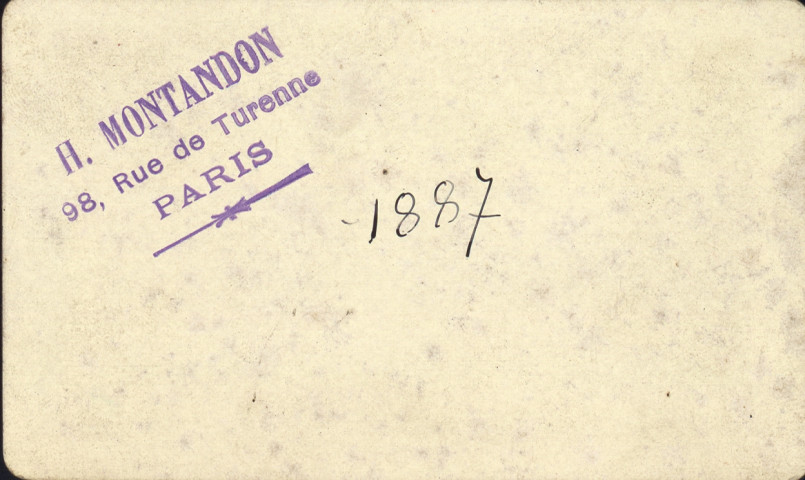 H. MONTANDON
98, Rue de Turenne
PARIS
-1887